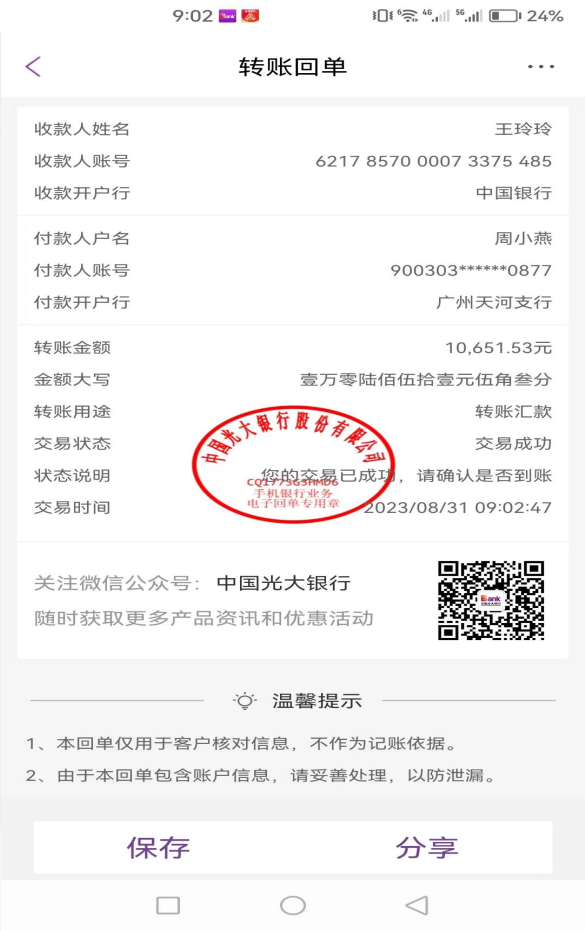 9:02 24%
转账回单
收款人姓名 王玲玲
收款人账号 6217 8570 0007 3375 485
收款开户行 中国银行
付款人户名 周小燕
付款人账号 900303******0877
付款开户行 广州天河支行
转账金额 10,651.53元
金额大写 壹万零陆佰伍拾壹元伍角叁分
转账用途 转账汇款
交易状态 交易成功
状态说明 您的交易已成功，请确认是否到账
交易时间 2023/08/31 09:02:47
中国光大银行股份有限公司
CQ1773G3HMD6
手机银行业务
电子回单专用章
关注微信公众号： 中国光大银行
随时获取更多产品资讯和优惠活动
温馨提示
1、本回单仅用于客户核对信息，不作为记账依据。
2、由于本回单包含账户信息，请妥善处理，以防泄漏。
保存 分享